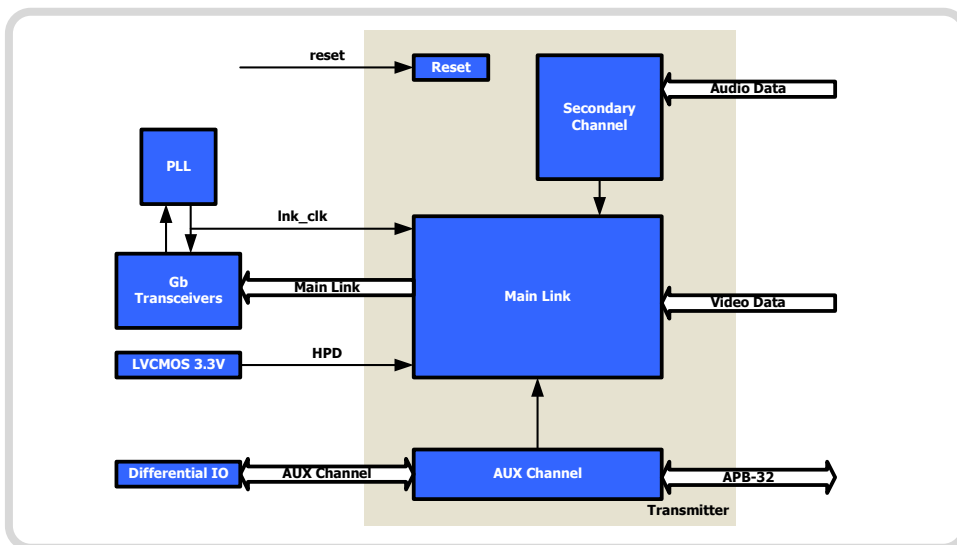 reset
Reset
Secondary
Channel
Audio Data
PLL
lnk_clk
Gb
Transceivers
Main Link
Main Link
Video Data
LVCMOS 3.3V
HPD
Differential IO
AUX Channel
AUX Channel
APB-32
Transmitter